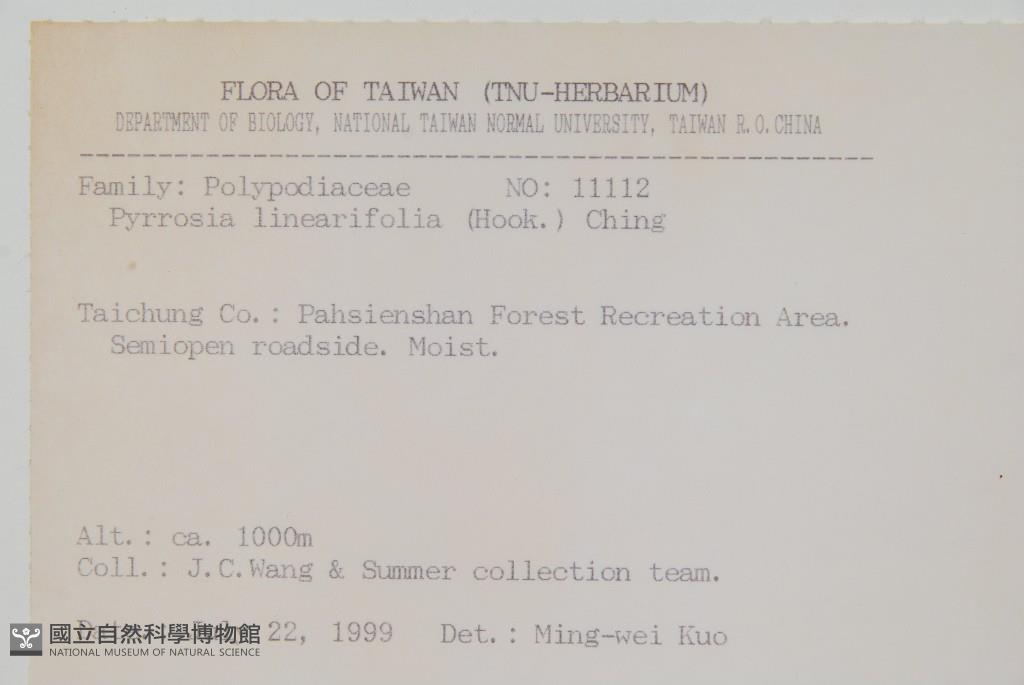 FLORA OF TAIWAN (TNU-HERBARIUM)
DEPARTMENT OF BIOLOGY, NATIONAL TAIWAN NORMAL UNIVERSITY, TAIWAN R.O.CHINA
Family: Polypodiaceae NO: 11112
Pyrrosia linearifolia (Hook.) Ching
Taichung Co.: Pahsienshan Forest Recreation Area.
Semiopen roadside. Moist.
Alt.: ca. 1000m
Coll.: J.C.Wang & Summer collection team.
22, 1999 Det.: Ming-wei Kuo
國立自然科學博物館
NATIONAL MUSEUM OF NATURAL SCIENCE